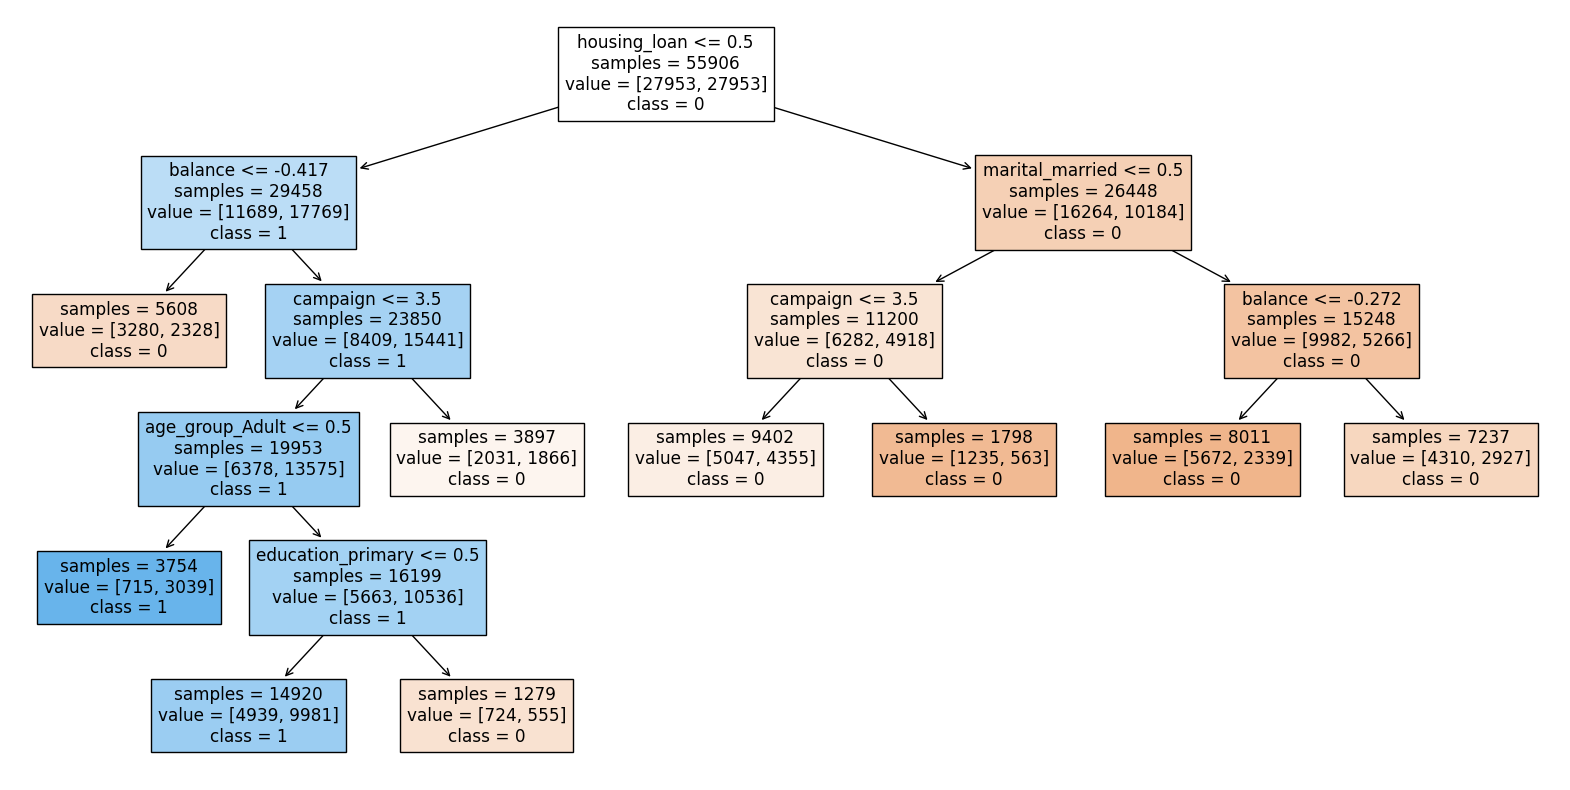 housing_loan <= 0.5
samples = 55906
value = [27953, 27953]
class = 0
balance <= -0.417
samples = 29458
value = [11689, 17769]
class = 1
marital_married <= 0.5
samples = 26448
value = [16264, 10184]
class = 0
samples = 5608
value = [3280, 2328]
class = 0
campaign <= 3.5
samples = 23850
value = [8409, 15441]
class = 1
campaign <= 3.5
samples = 11200
value = [6282, 4918]
class = 0
balance <= -0.272
samples = 15248
value = [9982, 5266]
class = 0
age_group_Adult <= 0.5
samples = 19953
value = [6378, 13575]
class = 1
samples = 3897
value = [2031, 1866]
class = 0
samples = 9402
value = [5047, 4355]
class = 0
samples = 1798
value = [1235, 563]
class = 0
samples = 8011
value = [5672, 2339]
class = 0
samples = 7237
value = [4310, 2927]
class = 0
samples = 3754
value = [715, 3039]
class = 1
education_primary <= 0.5
samples = 16199
value = [5663, 10536]
class = 1
samples = 14920
value = [4939, 9981]
class = 1
samples = 1279
value = [724, 555]
class = 0